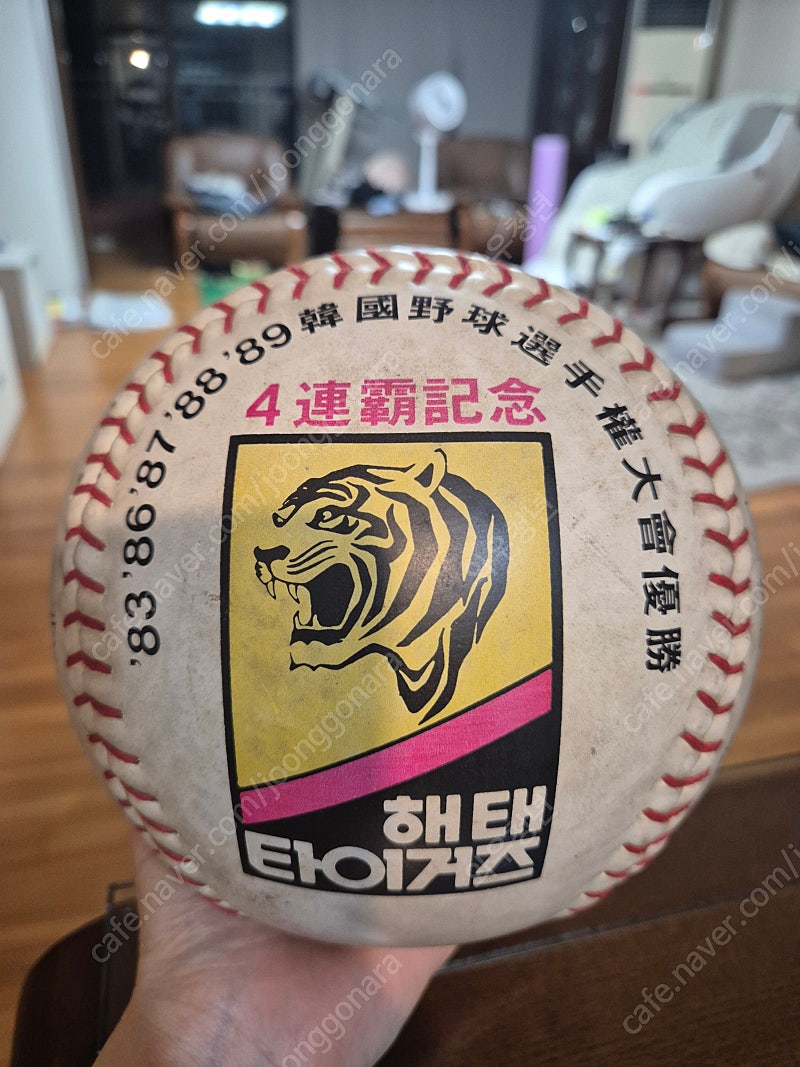 '83 '86 '87 '88 '89 韓國野球選手權大會優勝
4連霸記念
해태
타이거즈
cafe.naver.com/joonggonara